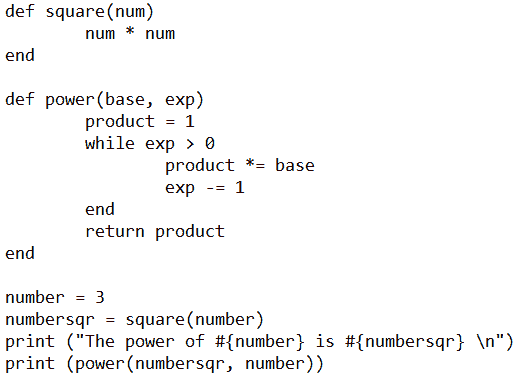 def square(num)
        num * num
end

def power(base, exp)
        product = 1
        while exp > 0
                product *= base
                exp -= 1
        end
        return product
end

number = 3
numbersqr = square(number)
print ("The power of #{number} is #{numbersqr} \n")
print (power(numbersqr, number))